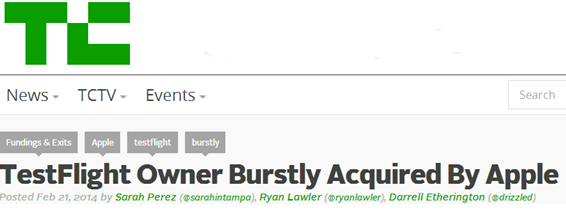 TC
News TCTV Events Search
Fundings & Exits Apple testflight burstly
TestFlight Owner Burstly Acquired By Apple
Posted Feb 21, 2014 by Sarah Perez (@sarahintampa), Ryan Lawler (@ryanlawler), Darrell Etherington (@drizzled)